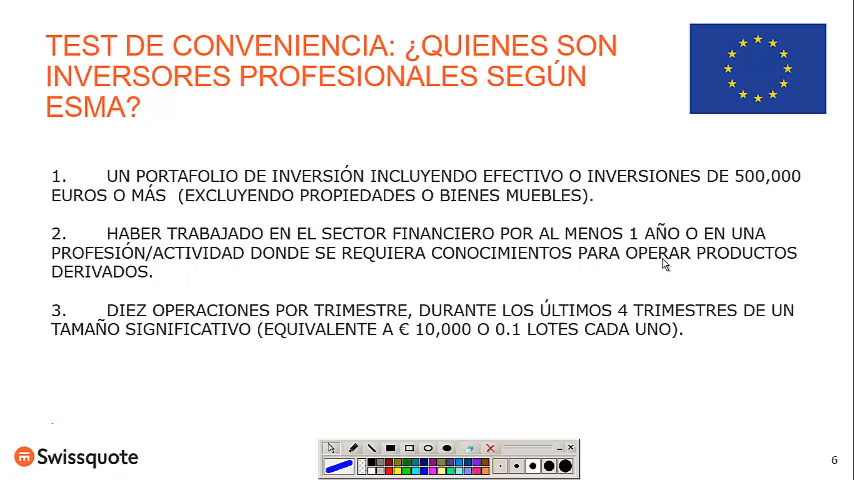 TEST DE CONVENIENCIA: ¿QUIENES SON
INVERSORES PROFESIONALES SEGÚN
ESMA?
1. UN PORTAFOLIO DE INVERSIÓN INCLUYENDO EFECTIVO O INVERSIONES DE 500,000
EUROS O MÁS (EXCLUYENDO PROPIEDADES O BIENES MUEBLES).
2. HABER TRABAJADO EN EL SECTOR FINANCIERO POR AL MENOS 1 AÑO O EN UNA
PROFESIÓN/ACTIVIDAD DONDE SE REQUIERA CONOCIMIENTOS PARA OPERAR PRODUCTOS
DERIVADOS.
3. DIEZ OPERACIONES POR TRIMESTRE, DURANTE LOS ÚLTIMOS 4 TRIMESTRES DE UN
TAMAÑO SIGNIFICATIVO (EQUIVALENTE A € 10,000 O 0.1 LOTES CADA UNO).
Swissquote
6